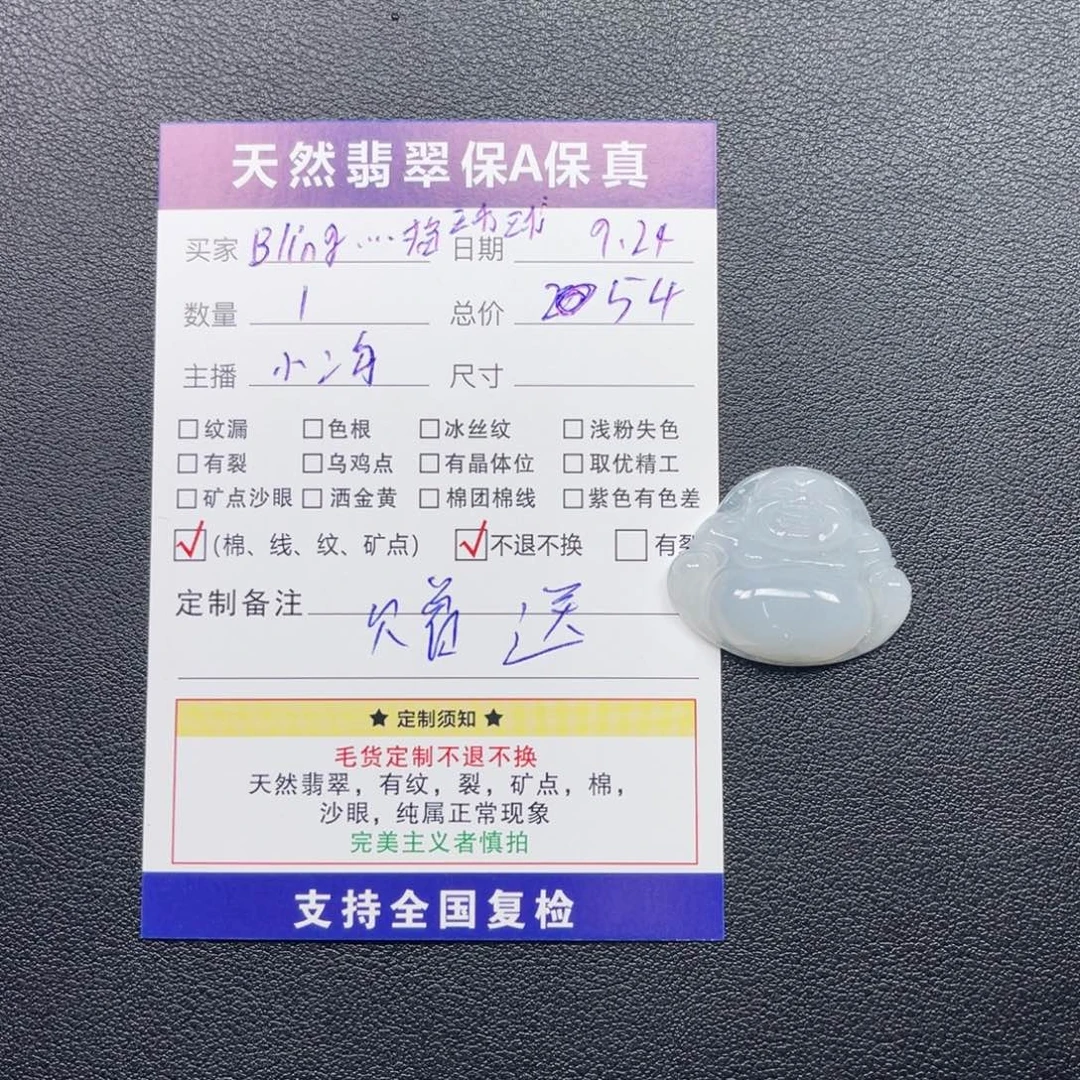 天然翡翠保A保真
买家 Bling... 日期 9.24
数量 1 总价 2054
主播 小海 尺寸
□纹漏 □色根 □冰丝纹 □浅粉失色
□有裂 □乌鸡点 □有晶体位 □取优精工
□矿点沙眼 □洒金黄 □棉团棉线 □紫色有色差
☑(棉、线、纹、矿点) ☑不退不换 □有裂
定制备注 送
★ 定制须知 ★
毛货定制不退不换
天然翡翠，有纹，裂，矿点，棉，
沙眼，纯属正常现象
完美主义者慎拍
支持全国复检